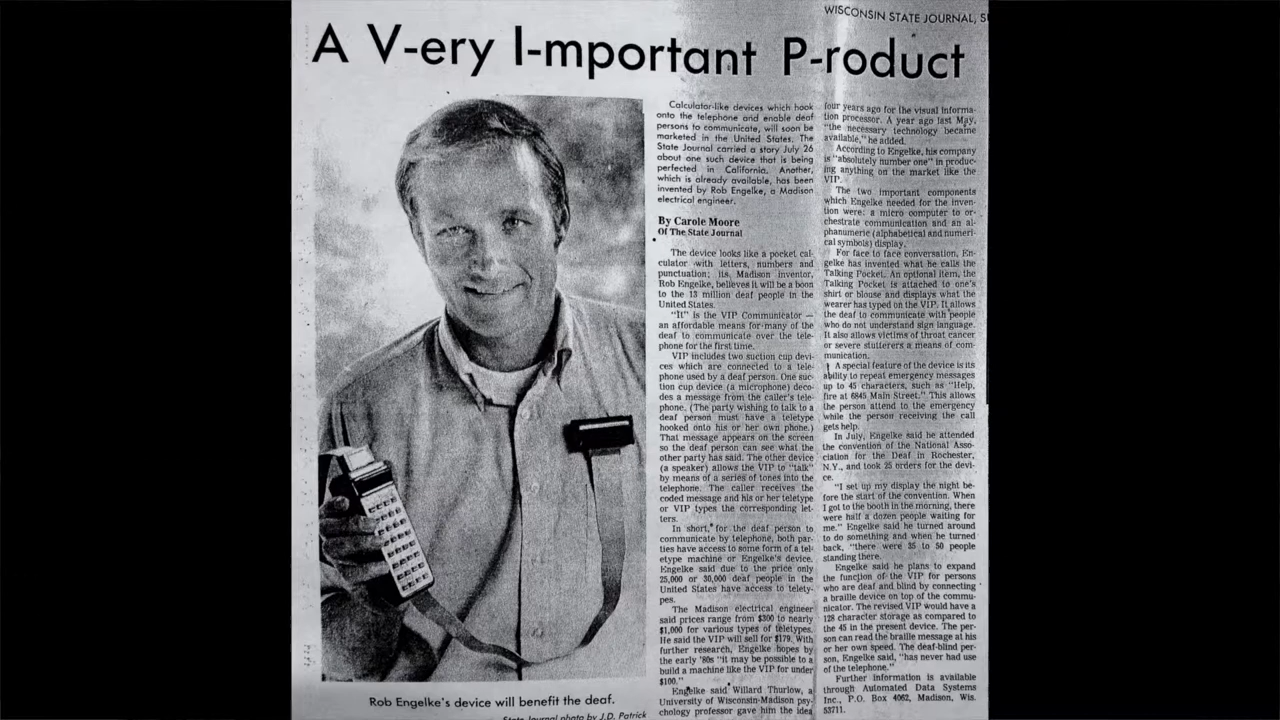 WISCONSIN STATE JOURNAL, S
A V-ery I-mportant P-roduct
Calculator-like devices which hook
onto the telephone and enable deaf
persons to communicate, will soon be
marketed in the United States. The
State Journal carried a story July 26
about one such device that is being
perfected in California. Another,
which is already available, has been
invented by Rob Engelke, a Madison
electrical engineer.
By Carole Moore
Of The State Journal
The device looks like a pocket cal-
culator with letters, numbers and
punctuation; its Madison inventor,
Rob Engelke, believes it will be a boon
to the 13 million deaf people in the
United States.
"It" is the VIP Communicator —
an affordable means for many of the
deaf to communicate over the tele-
phone for the first time.
VIP includes two suction cup devi-
ces which are connected to a tele-
phone used by a deaf person. One suc-
tion cup device (a microphone) deco-
des a message from the caller's tele-
phone. (The party wishing to talk to a
deaf person must have a teletype
hooked onto his or her own phone.)
That message appears on the screen
so the deaf person can see what the
other party has said. The other device
(a speaker) allows the VIP to "talk"
by means of a series of tones into the
telephone. The caller receives the
coded message and his or her teletype
or VIP types the corresponding let-
ters.
In short, for the deaf person to
communicate by telephone, both par-
ties have access to some form of a tel-
etype machine or Engelke's device.
Engelke said due to the price only
25,000 or 30,000 deaf people in the
United States have access to telety-
pes.
The Madison electrical engineer
said prices range from $300 to nearly
$1,000 for various types of teletypes.
He said the VIP will sell for $179. With
further research, Engelke hopes by
the early '80s "it may be possible to
build a machine like the VIP for under
$100."
Engelke said Willard Thurlow, a
University of Wisconsin-Madison psy-
chology professor gave him the idea
four years ago for the visual informa-
tion processor. A year ago last May,
"the necessary technology became
available," he added.
According to Engelke, his company
is "absolutely number one" in produc-
ing anything on the market like the
VIP.
The two important components
which Engelke needed for the inven-
tion were: a micro computer to or-
chestrate communication and an al-
phanumeric (alphabetical and numeri-
cal symbols) display.
For face to face conversation, En-
gelke has invented what he calls the
Talking Pocket. An optional item, the
Talking Pocket is attached to one's
shirt or blouse and displays what the
wearer has typed on the VIP. It allows
the deaf to communicate with people
who do not understand sign language.
It also allows victims of throat cancer
or severe stutterers a means of com-
munication.
A special feature of the device is its
ability to repeat emergency messages
up to 45 characters, such as "Help,
fire at 6845 Main Street." This allows
the person attend to the emergency
while the person receiving the call
gets help.
In July, Engelke said he attended
the convention of the National Asso-
ciation for the Deaf in Rochester,
N.Y., and took 25 orders for the devi-
ce.
"I set up my display the night be-
fore the start of the convention. When
I got to the booth in the morning, there
were half a dozen people waiting for
me." Engelke said he turned around
to do something and when he turned
back, "there were 35 to 50 people
standing there.
Engelke said he plans to expand
the function of the VIP for persons
who are deaf and blind by connecting
a braille device on top of the commu-
nicator. The revised VIP would have a
128 character storage as compared to
the 45 in the present device. The per-
son can read the braille message at his
or her own speed. The deaf-blind per-
son, Engelke said, "has never had use
of the telephone."
Further information is available
through Automated Data Systems
Inc., P.O. Box 4062, Madison, Wis.
53711.
Rob Engelke's device will benefit the deaf.
State Journal photo by J.D. Patrick